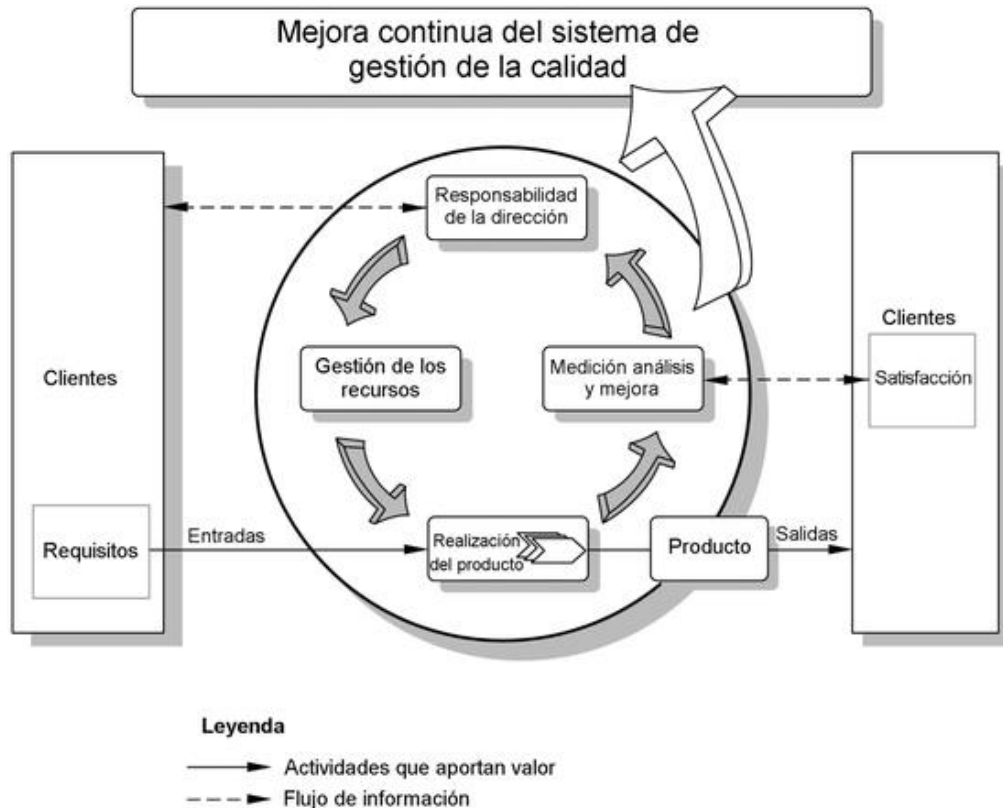 Mejora continua del sistema de
gestión de la calidad
Responsabilidad
de la dirección
Clientes
Gestión de los
recursos
Medición análisis
y mejora
Clientes
Satisfacción
Requisitos
Entradas
Realización
del producto
Producto
Salidas
Leyenda
Actividades que aportan valor
Flujo de información